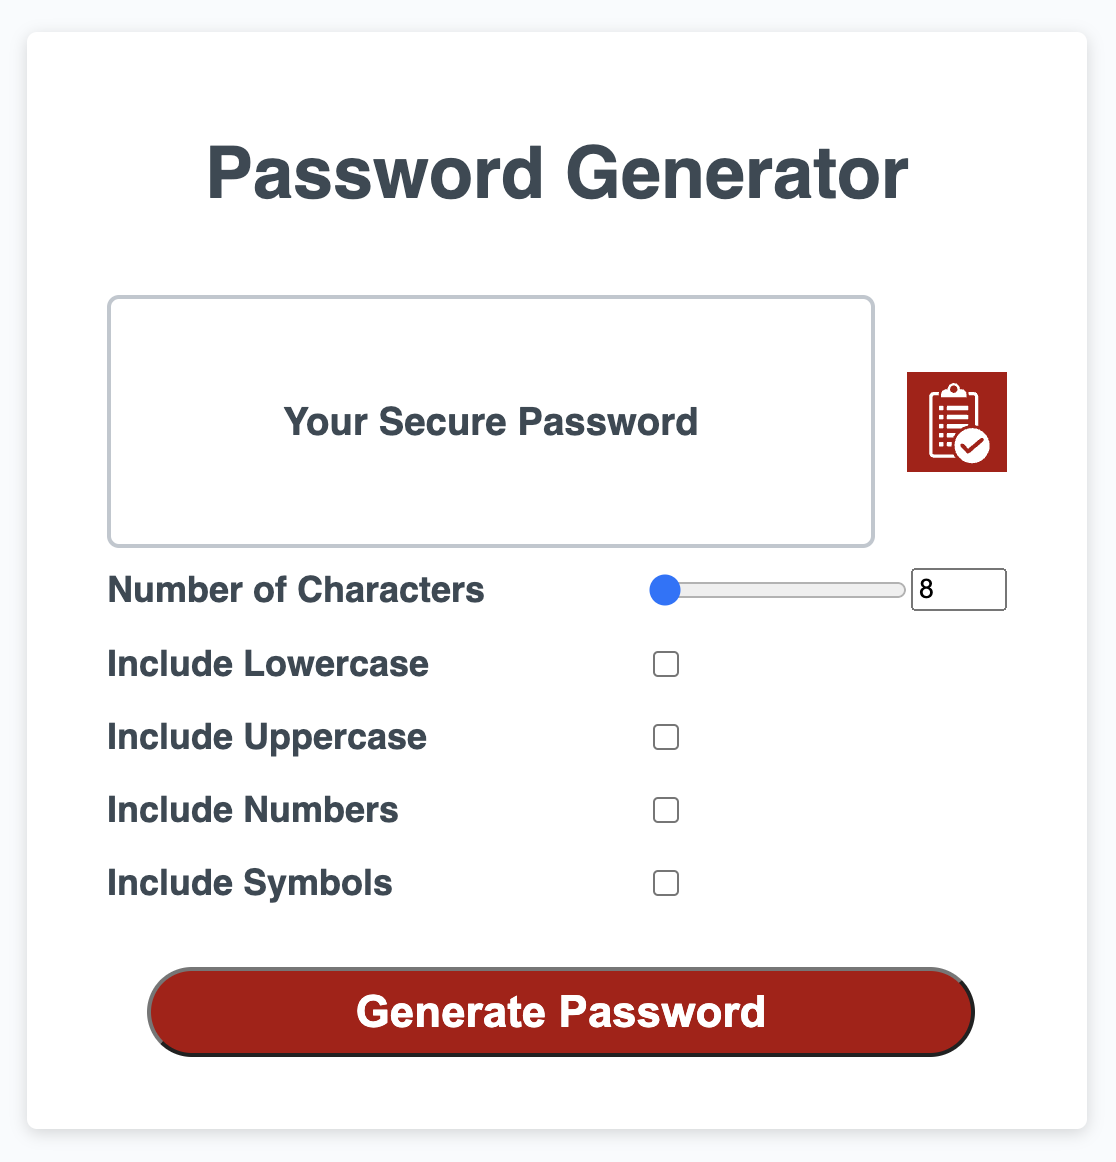 Password Generator
Your Secure Password
Number of Characters 8
Include Lowercase
Include Uppercase
Include Numbers
Include Symbols
Generate Password